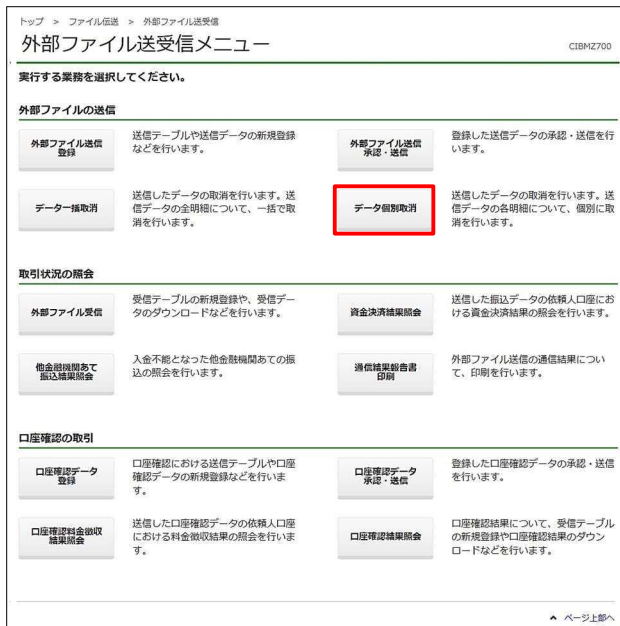 トップ > ファイル伝送 > 外部ファイル送受信
外部ファイル送受信メニュー
CIBMZ700
実行する業務を選択してください。
外部ファイルの送信
外部ファイル送信
登録
送信テーブルや送信データの新規登録
などを行います。
外部ファイル送信
承認・送信
登録した送信データの承認・送信を行
います。
データ一括取消
送信したデータの取消を行います。送
信データの全明細について、一括で取
消を行います。
データ個別取消
送信したデータの取消を行います。送
信データの各明細について、個別に取
消を行います。
取引状況の照会
外部ファイル受信
受信テーブルの新規登録や、受信デー
タのダウンロードなどを行います。
資金決済結果照会
送信した振込データの依頼人口座にお
ける資金決済結果の照会を行います。
他金融機関あて
振込結果照会
入金不能となった他金融機関あての振
込の照会を行います。
通信結果報告書
印刷
外部ファイル送信の通信結果につい
て、印刷を行います。
口座確認の取引
口座確認データ
登録
口座確認における送信テーブルや口座
確認データの新規登録などを行いま
す。
口座確認データ
承認・送信
登録した口座確認データの承認・送信
を行います。
口座確認料金徴収
結果照会
送信した口座確認データの依頼人口座
における料金徴収結果の照会を行いま
す。
口座確認結果照会
口座確認結果について、受信テーブル
の新規登録や口座確認結果のダウン
ロードなどを行います。
ページ上部へ